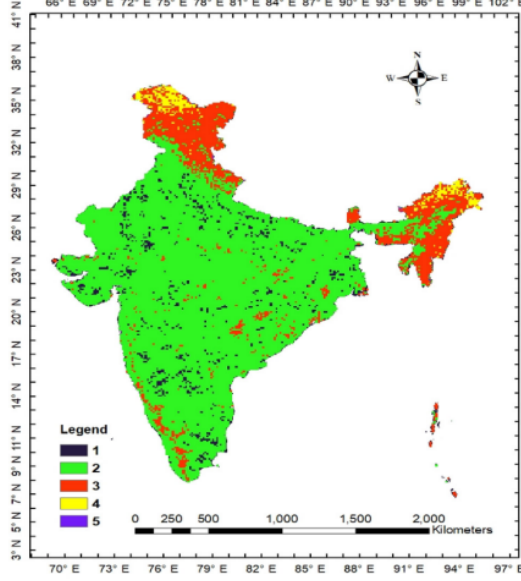 66° E 69° E 72° E 75° E 78° E 81° E 84° E 87° E 90° E 93° E 96° E 99° E 102° E
41° N
38° N
35° N
32° N
29° N
26° N
23° N
20° N
17° N
14° N
11° N
9° N
7° N
5° N
3° N
N
W E
S
Legend
1
2
3
4
5
0 250 500 1,000 1,500 2,000
Kilometers
70° E 73° E 76° E 79° E 82° E 85° E 88° E 91° E 94° E 97° E